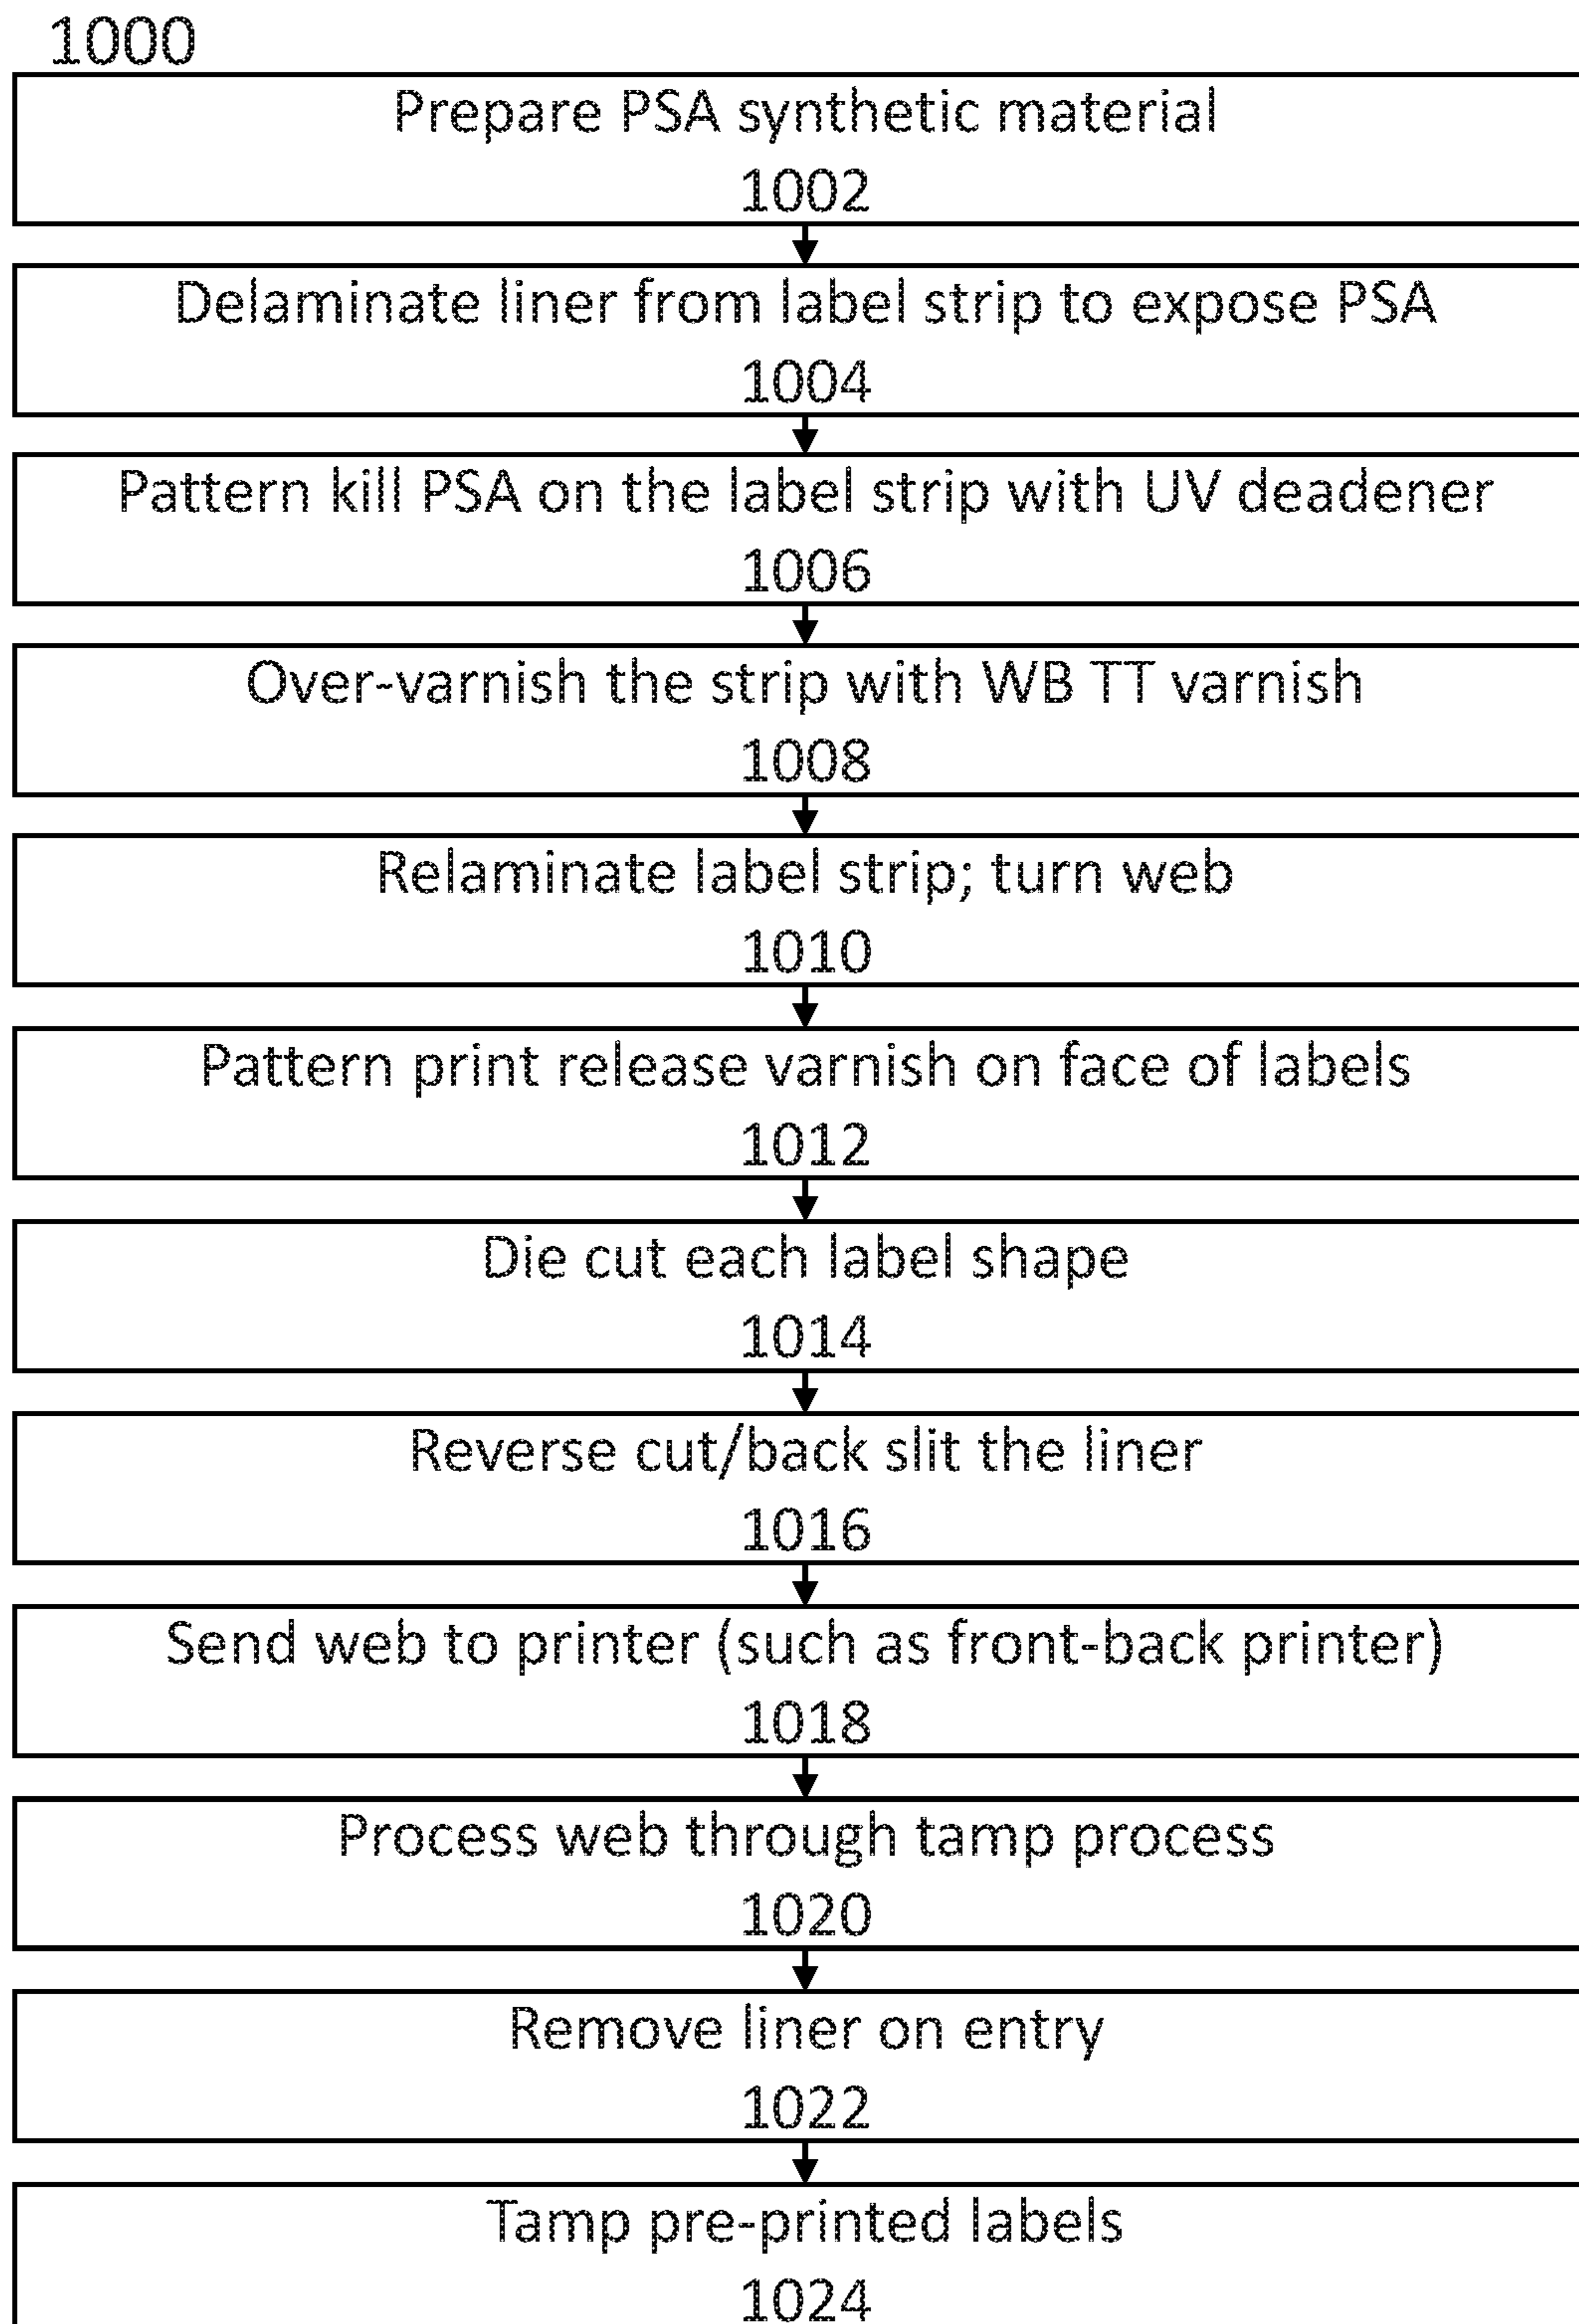 1000
Prepare PSA synthetic material
1002
Delaminate liner from label strip to expose PSA
1004
Pattern kill PSA on the label strip with UV deadener
1006
Over-varnish the strip with WB TT varnish
1008
Relaminate label strip; turn web
1010
Pattern print release varnish on face of labels
1012
Die cut each label shape
1014
Reverse cut/back slit the liner
1016
Send web to printer (such as front-back printer)
1018
Process web through tamp process
1020
Remove liner on entry
1022
Tamp pre-printed labels
1024